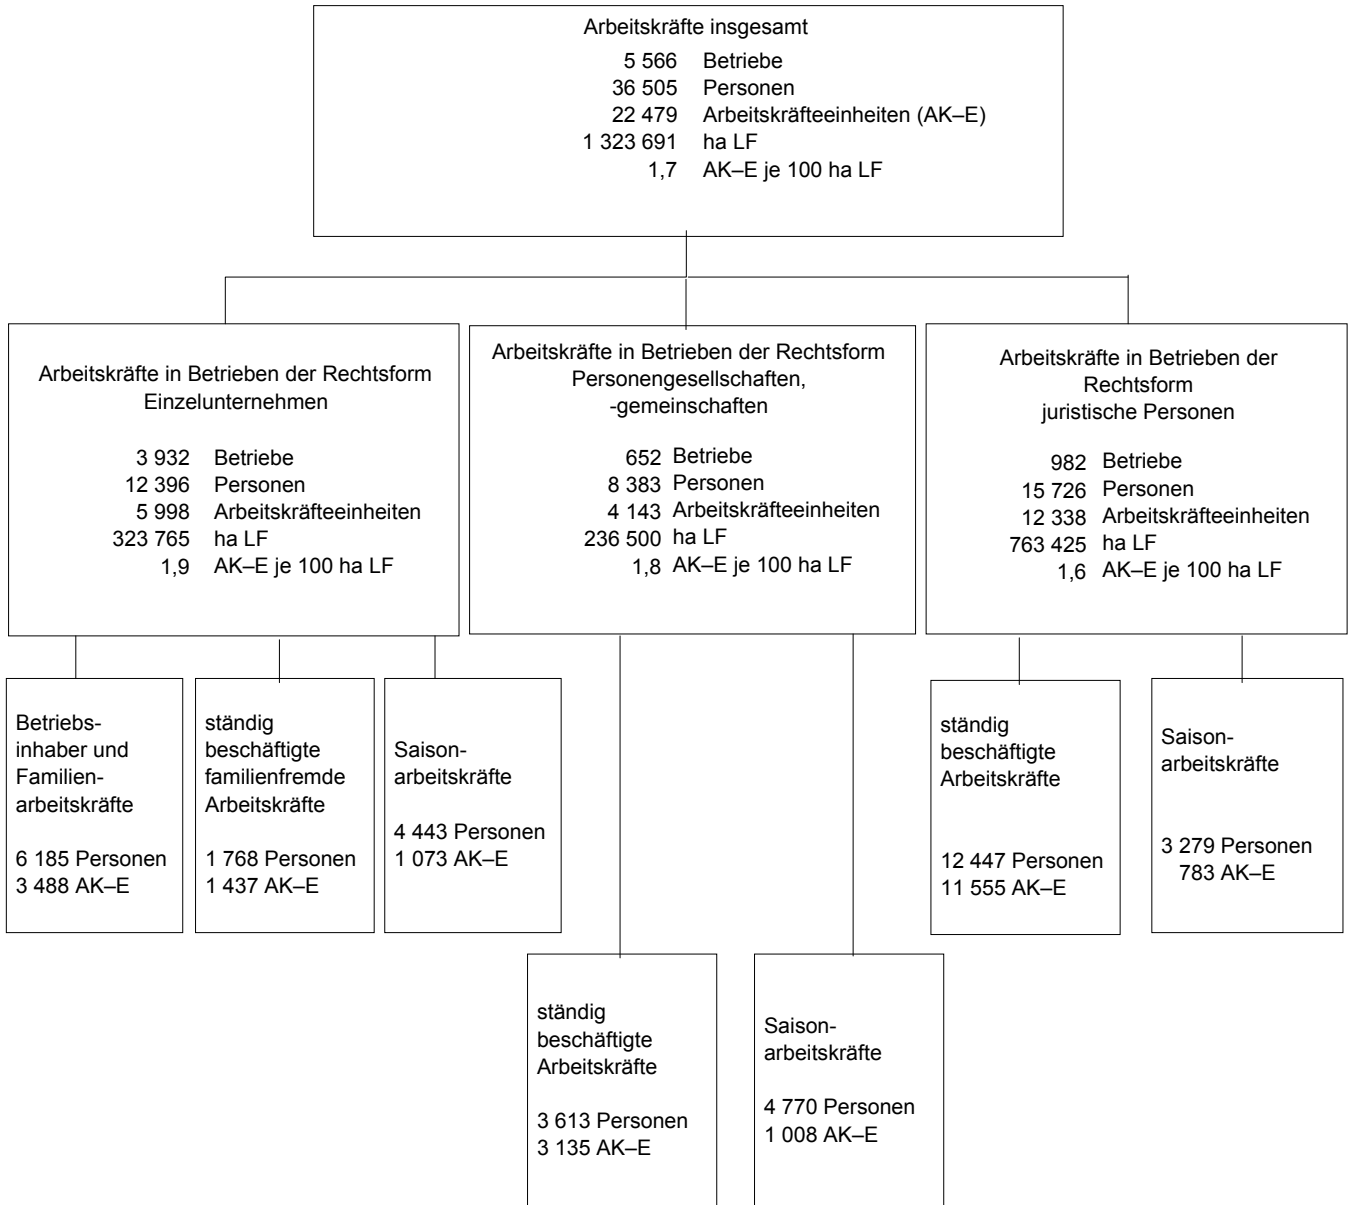 Arbeitskräfte insgesamt
5 566 Betriebe
36 505 Personen
22 479 Arbeitskräfteeinheiten (AK–E)
1 323 691 ha LF
1,7 AK–E je 100 ha LF
Arbeitskräfte in Betrieben der Rechtsform
Einzelunternehmen
3 932 Betriebe
12 396 Personen
5 998 Arbeitskräfteeinheiten
323 765 ha LF
1,9 AK–E je 100 ha LF
Arbeitskräfte in Betrieben der Rechtsform
Personengesellschaften,
-gemeinschaften
652 Betriebe
8 383 Personen
4 143 Arbeitskräfteeinheiten
236 500 ha LF
1,8 AK–E je 100 ha LF
Arbeitskräfte in Betrieben der
Rechtsform
juristische Personen
982 Betriebe
15 726 Personen
12 338 Arbeitskräfteeinheiten
763 425 ha LF
1,6 AK–E je 100 ha LF
Betriebs-
inhaber und
Familien-
arbeitskräfte
6 185 Personen
3 488 AK–E
ständig
beschäftigte
familienfremde
Arbeitskräfte
1 768 Personen
1 437 AK–E
Saison-
arbeitskräfte
4 443 Personen
1 073 AK–E
ständig
beschäftigte
Arbeitskräfte
3 613 Personen
3 135 AK–E
Saison-
arbeitskräfte
4 770 Personen
1 008 AK–E
ständig
beschäftigte
Arbeitskräfte
12 447 Personen
11 555 AK–E
Saison-
arbeitskräfte
3 279 Personen
783 AK–E